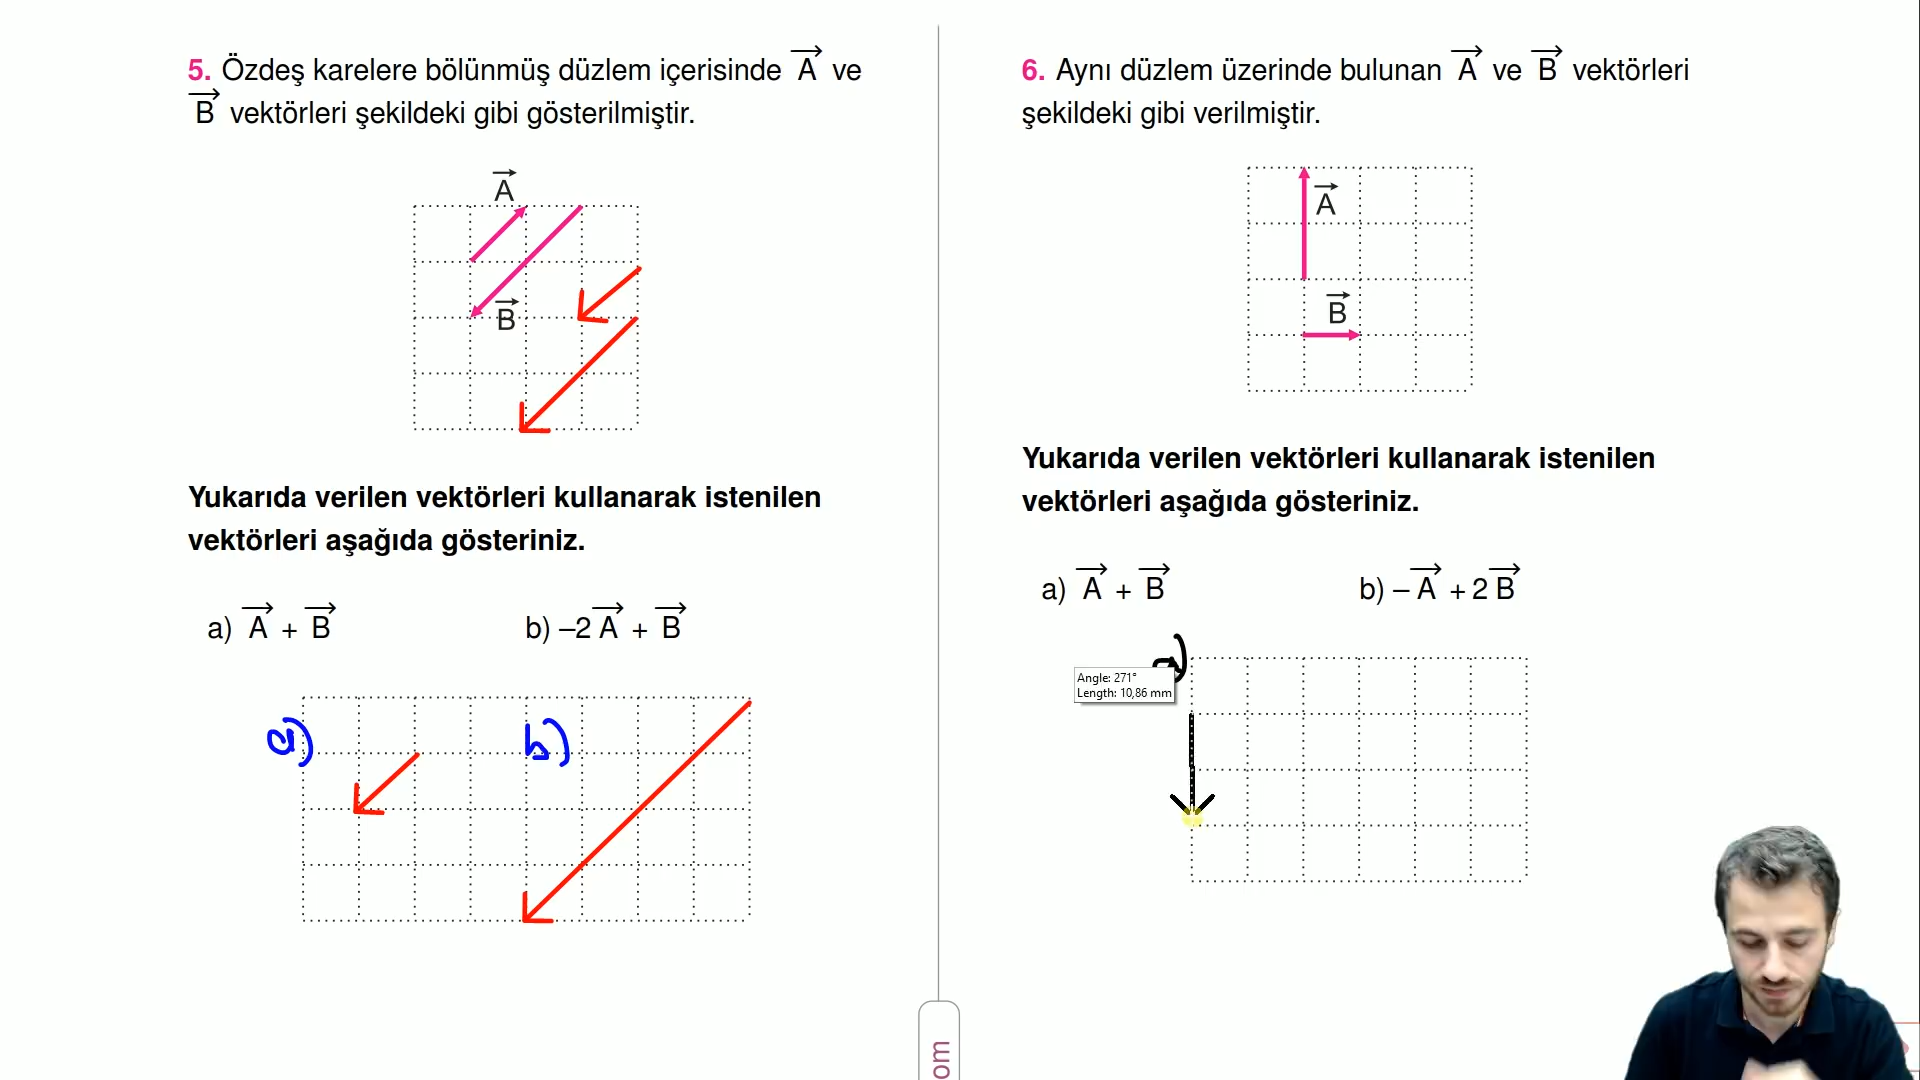 5. Özdeş karelere bölünmüş düzlem içerisinde A ve
B vektörleri şekildeki gibi gösterilmiştir.
A
B
Yukarıda verilen vektörleri kullanarak istenilen
vektörleri aşağıda gösteriniz.
a) A + B
b) –2 A + B
a)
b)
6. Aynı düzlem üzerinde bulunan A ve B vektörleri
şekildeki gibi verilmiştir.
A
B
Yukarıda verilen vektörleri kullanarak istenilen
vektörleri aşağıda gösteriniz.
a) A + B
b) – A + 2 B
Angle: 271°
Length: 10,86 mm
om